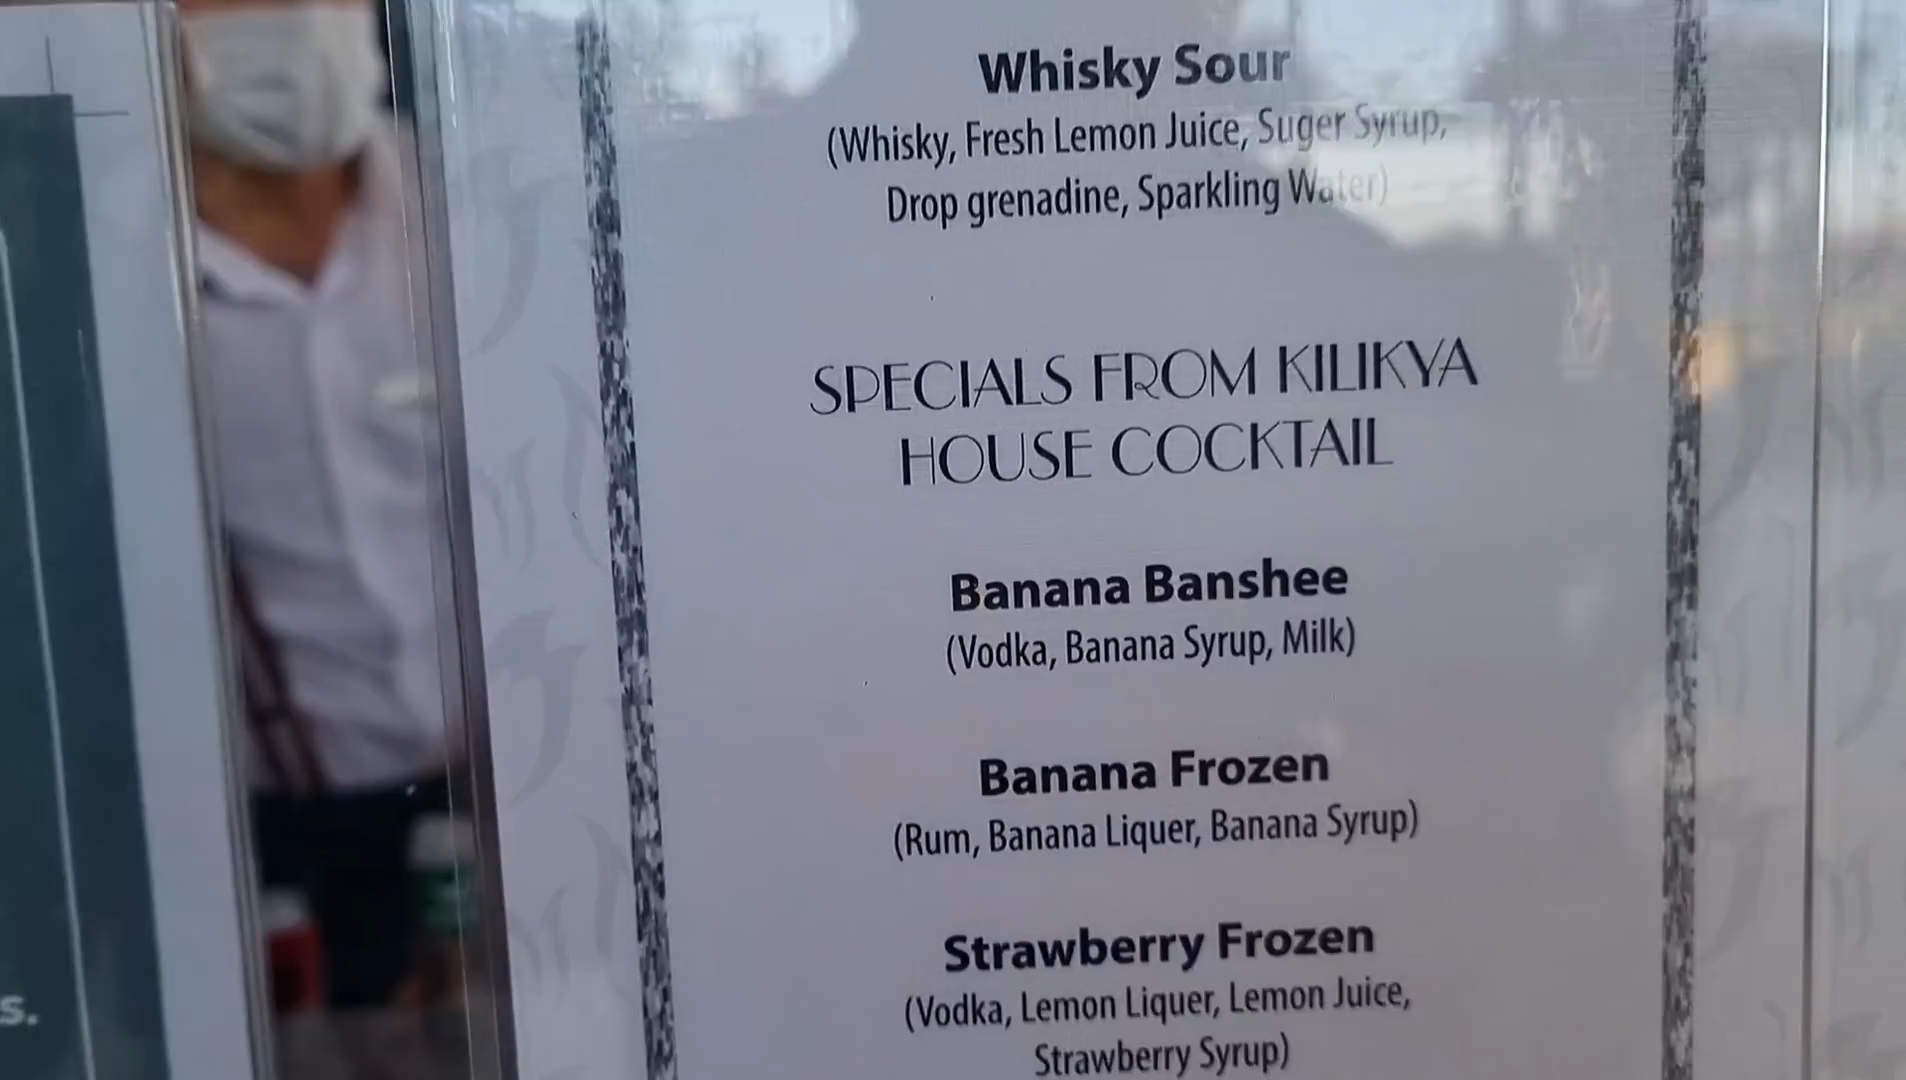 Whisky Sour
(Whisky, Fresh Lemon Juice, Suger Syrup,
Drop grenadine, Sparkling Water)
SPECIALS FROM KILIKYA
HOUSE COCKTAIL
Banana Banshee
(Vodka, Banana Syrup, Milk)
Banana Frozen
(Rum, Banana Liquer, Banana Syrup)
Strawberry Frozen
(Vodka, Lemon Liquer, Lemon Juice,
Strawberry Syrup)
s.